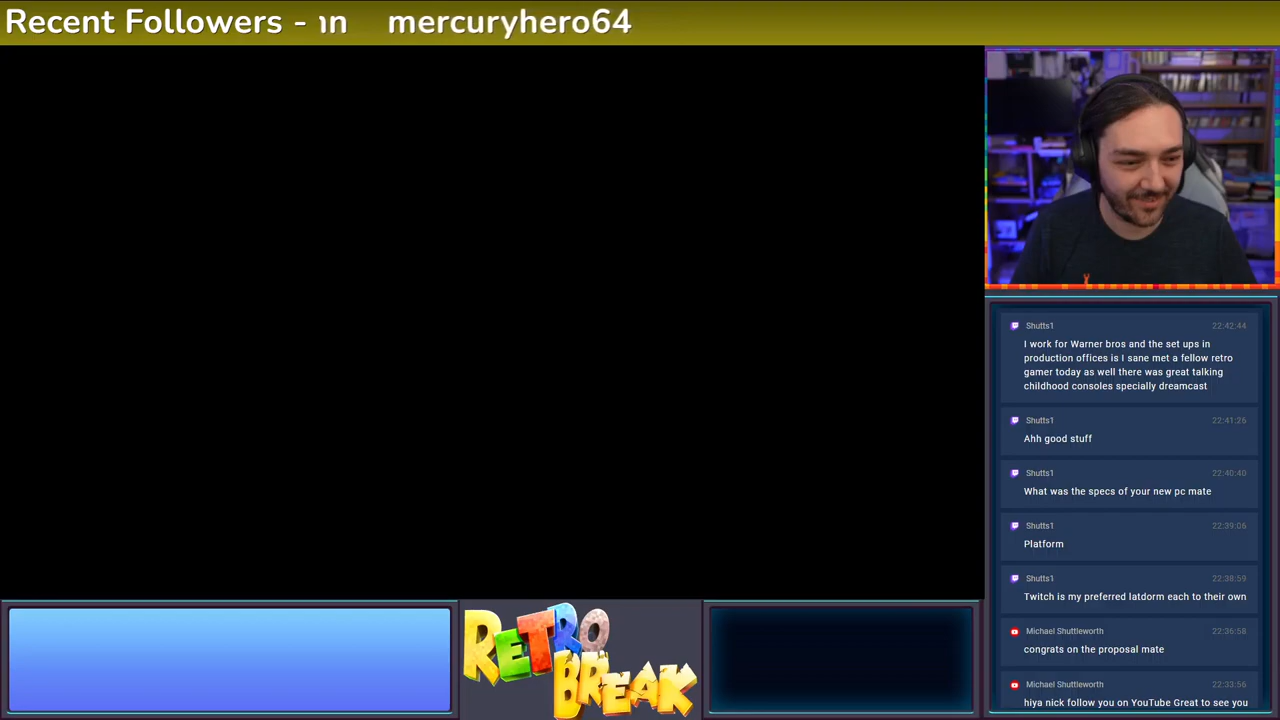 Recent Followers - in mercuryhero64
Shutts1 22:42:44
I work for Warner bros and the set ups in
production offices is I sane met a fellow retro
gamer today as well there was great talking
childhood consoles specially dreamcast
Shutts1 22:41:26
Ahh good stuff
Shutts1 22:40:40
What was the specs of your new pc mate
Shutts1 22:39:06
Platform
Shutts1 22:38:59
Twitch is my preferred latdorm each to their own
Michael Shuttleworth 22:36:58
congrats on the proposal mate
Michael Shuttleworth 22:33:56
hiya nick follow you on YouTube Great to see you
RETRO
BREAK